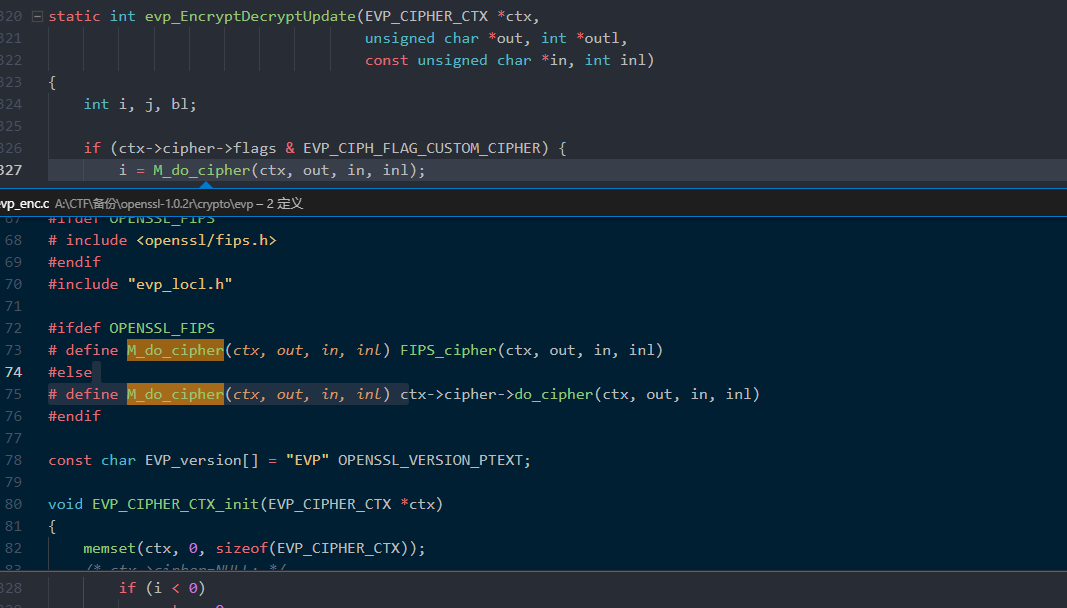 320 static int evp_EncryptDecryptUpdate(EVP_CIPHER_CTX *ctx,
321 unsigned char *out, int *outl,
322 const unsigned char *in, int inl)
323 {
324 int i, j, bl;
325
326 if (ctx->cipher->flags & EVP_CIPH_FLAG_CUSTOM_CIPHER) {
327 i = M_do_cipher(ctx, out, in, inl);
evp_enc.c A:\CTF\备份\openssl-1.0.2r\crypto\evp – 2 定义
67 #ifdef OPENSSL_FIPS
68 # include <openssl/fips.h>
69 #endif
70 #include "evp_locl.h"
71
72 #ifdef OPENSSL_FIPS
73 # define M_do_cipher(ctx, out, in, inl) FIPS_cipher(ctx, out, in, inl)
74 #else
75 # define M_do_cipher(ctx, out, in, inl) ctx->cipher->do_cipher(ctx, out, in, inl)
76 #endif
77
78 const char EVP_version[] = "EVP" OPENSSL_VERSION_PTEXT;
79
80 void EVP_CIPHER_CTX_init(EVP_CIPHER_CTX *ctx)
81 {
82 memset(ctx, 0, sizeof(EVP_CIPHER_CTX));
83 /* ctx->cipher=NULL; */
328 if (i < 0)